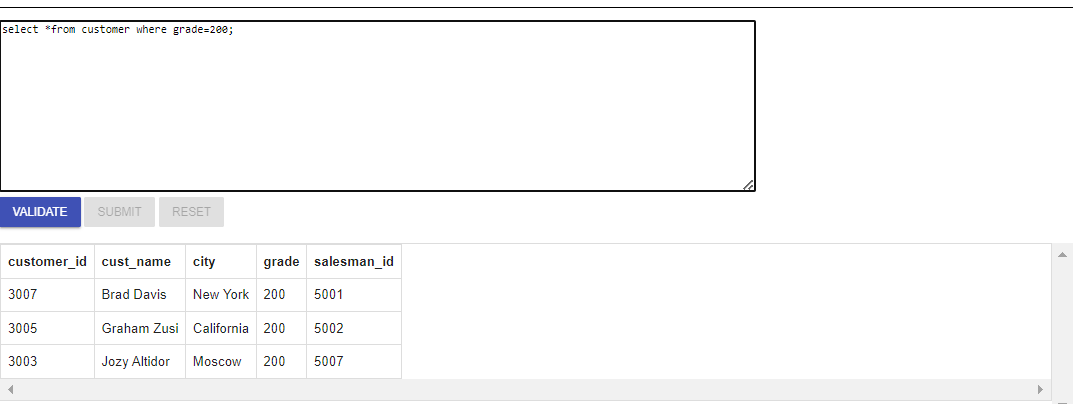 select *from customer where grade=200;
VALIDATE SUBMIT RESET
customer_id cust_name city grade salesman_id
3007 Brad Davis New York 200 5001
3005 Graham Zusi California 200 5002
3003 Jozy Altidor Moscow 200 5007